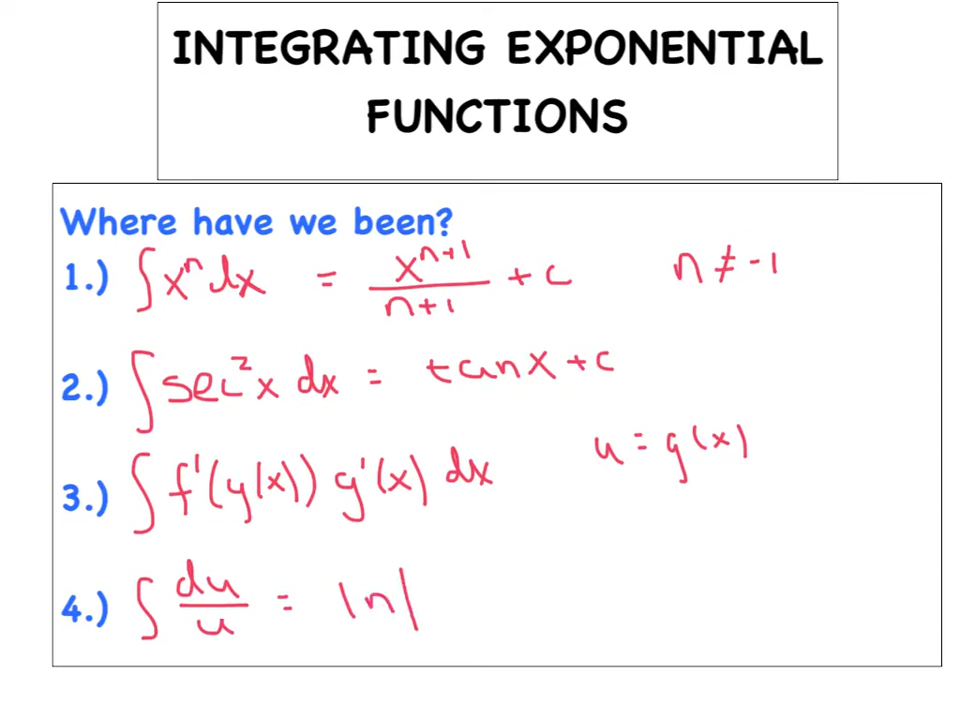 INTEGRATING EXPONENTIAL
FUNCTIONS
Where have we been?
1.) ∫xⁿ dx = xⁿ⁺¹/(n+1) + c n ≠ -1
2.) ∫sec²x dx = tan x + c
3.) ∫f'(g(x)) g'(x) dx u = g(x)
4.) ∫du/u = ln|